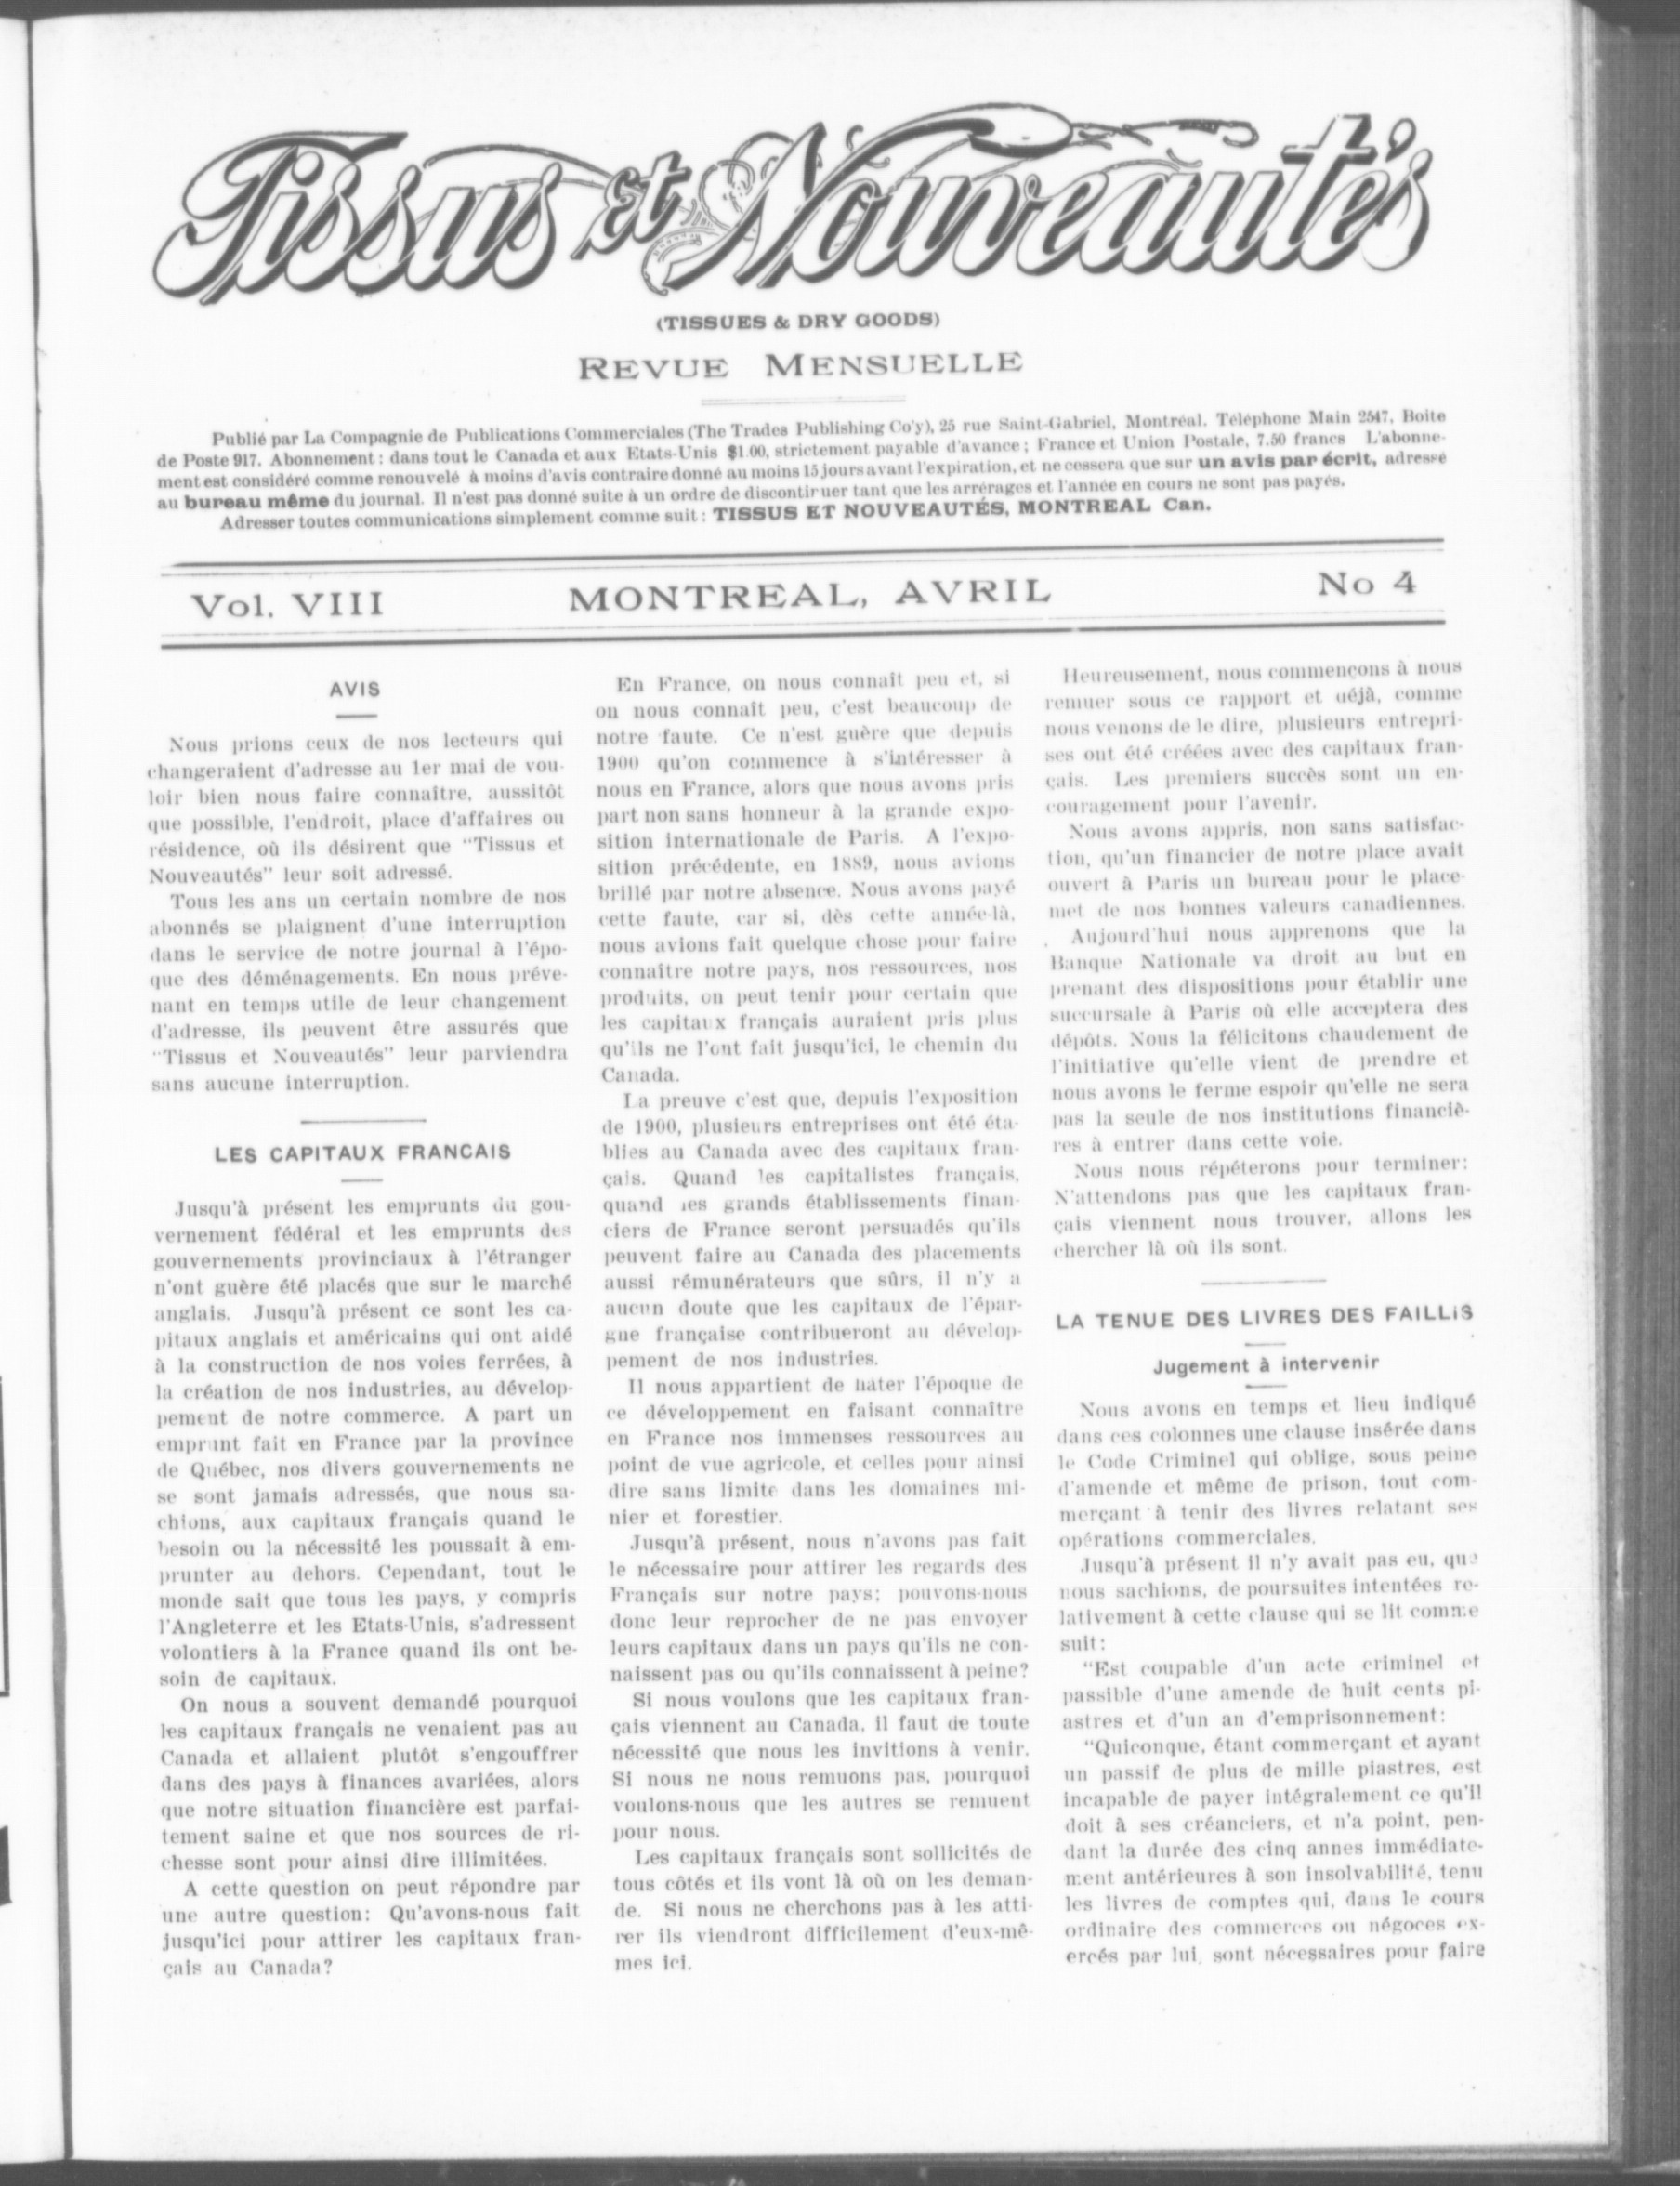 Tissus et Nouveautés
(TISSUES & DRY GOODS)
REVUE MENSUELLE
Publié par La Compagnie de Publications Commerciales (The Trades Publishing Co'y), 25 rue Saint-Gabriel, Montréal. Téléphone Main 2547, Boite
de Poste 917. Abonnement: dans tout le Canada et aux Etats-Unis $1.00, strictement payable d'avance; France et Union Postale, 7.50 francs L'abonne-
ment est considéré comme renouvelé à moins d'avis contraire donné au moins 15 jours avant l'expiration, et ne cessera que sur un avis par écrit, adressé
au bureau même du journal. Il n'est pas donné suite à un ordre de discontinuer tant que les arrérages et l'année en cours ne sont pas payés.
Adresser toutes communications simplement comme suit: TISSUS ET NOUVEAUTÉS, MONTREAL Can.
Vol. VIII MONTREAL, AVRIL No 4
AVIS
Nous prions ceux de nos lecteurs qui
changeraient d'adresse au 1er mai de vou-
loir bien nous faire connaître, aussitôt
que possible, l'endroit, place d'affaires ou
résidence, où ils désirent que "Tissus et
Nouveautés" leur soit adressé.
Tous les ans un certain nombre de nos
abonnés se plaignent d'une interruption
dans le service de notre journal à l'épo-
que des déménagements. En nous préve-
nant en temps utile de leur changement
d'adresse, ils peuvent être assurés que
"Tissus et Nouveautés" leur parviendra
sans aucune interruption.
LES CAPITAUX FRANCAIS
Jusqu'à présent les emprunts du gou-
vernement fédéral et les emprunts des
gouvernements provinciaux à l'étranger
n'ont guère été placés que sur le marché
anglais. Jusqu'à présent ce sont les ca-
pitaux anglais et américains qui ont aidé
à la construction de nos voies ferrées, à
la création de nos industries, au dévelop-
pement de notre commerce. A part un
emprunt fait en France par la province
de Québec, nos divers gouvernements ne
se sont jamais adressés, que nous sa-
chions, aux capitaux français quand le
besoin ou la nécessité les poussait à em-
prunter au dehors. Cependant, tout le
monde sait que tous les pays, y compris
l'Angleterre et les Etats-Unis, s'adressent
volontiers à la France quand ils ont be-
soin de capitaux.
On nous a souvent demandé pourquoi
les capitaux français ne venaient pas au
Canada et allaient plutôt s'engouffrer
dans des pays à finances avariées, alors
que notre situation financière est parfai-
tement saine et que nos sources de ri-
chesse sont pour ainsi dire illimitées.
A cette question on peut répondre par
une autre question: Qu'avons-nous fait
jusqu'ici pour attirer les capitaux fran-
çais au Canada?
En France, on nous connaît peu et, si
on nous connaît peu, c'est beaucoup de
notre faute. Ce n'est guère que depuis
1900 qu'on commence à s'intéresser à
nous en France, alors que nous avons pris
part non sans honneur à la grande expo-
sition internationale de Paris. A l'expo-
sition précédente, en 1889, nous avions
brillé par notre absence. Nous avons payé
cette faute, car si, dès cette année-là,
nous avions fait quelque chose pour faire
connaître notre pays, nos ressources, nos
produits, on peut tenir pour certain que
les capitaux français auraient pris plus
qu'ils ne l'ont fait jusqu'ici, le chemin du
Canada.
La preuve c'est que, depuis l'exposition
de 1900, plusieurs entreprises ont été éta-
blies au Canada avec des capitaux fran-
çais. Quand les capitalistes français,
quand les grands établissements finan-
ciers de France seront persuadés qu'ils
peuvent faire au Canada des placements
aussi rémunérateurs que sûrs, il n'y a
aucun doute que les capitaux de l'épar-
gne française contribueront au dévelop-
pement de nos industries.
Il nous appartient de hâter l'époque de
ce développement en faisant connaître
en France nos immenses ressources au
point de vue agricole, et celles pour ainsi
dire sans limite dans les domaines mi-
nier et forestier.
Jusqu'à présent, nous n'avons pas fait
le nécessaire pour attirer les regards des
Français sur notre pays; pouvons-nous
donc leur reprocher de ne pas envoyer
leurs capitaux dans un pays qu'ils ne con-
naissent pas ou qu'ils connaissent à peine?
Si nous voulons que les capitaux fran-
çais viennent au Canada, il faut de toute
nécessité que nous les invitions à venir.
Si nous ne nous remuons pas, pourquoi
voulons-nous que les autres se remuent
pour nous.
Les capitaux français sont sollicités de
tous côtés et ils vont là où on les deman-
de. Si nous ne cherchons pas à les atti-
rer ils viendront difficilement d'eux-mê-
mes ici.
Heureusement, nous commençons à nous
remuer sous ce rapport et déjà, comme
nous venons de le dire, plusieurs entrepri-
ses ont été créées avec des capitaux fran-
çais. Les premiers succès sont un en-
couragement pour l'avenir.
Nous avons appris, non sans satisfac-
tion, qu'un financier de notre place avait
ouvert à Paris un bureau pour le place-
met de nos bonnes valeurs canadiennes.
Aujourd'hui nous apprenons que la
Banque Nationale va droit au but en
prenant des dispositions pour établir une
succursale à Paris où elle acceptera des
dépôts. Nous la félicitons chaudement de
l'initiative qu'elle vient de prendre et
nous avons le ferme espoir qu'elle ne sera
pas la seule de nos institutions financiè-
res à entrer dans cette voie.
Nous nous répéterons pour terminer:
N'attendons pas que les capitaux fran-
çais viennent nous trouver, allons les
chercher là où ils sont.
LA TENUE DES LIVRES DES FAILLIS
Jugement à intervenir
Nous avons en temps et lieu indiqué
dans ces colonnes une clause insérée dans
le Code Criminel qui oblige, sous peine
d'amende et même de prison, tout com-
merçant à tenir des livres relatant ses
opérations commerciales.
Jusqu'à présent il n'y avait pas eu, que
nous sachions, de poursuites intentées re-
lativement à cette clause qui se lit comme
suit:
"Est coupable d'un acte criminel et
passible d'une amende de huit cents pi-
astres et d'un an d'emprisonnement:
"Quiconque, étant commerçant et ayant
un passif de plus de mille piastres, est
incapable de payer intégralement ce qu'il
doit à ses créanciers, et n'a point, pen-
dant la durée des cinq annes immédiate-
ment antérieures à son insolvabilité, tenu
les livres de comptes qui, dans le cours
ordinaire des commerces ou négoces ex-
ercés par lui, sont nécessaires pour faire